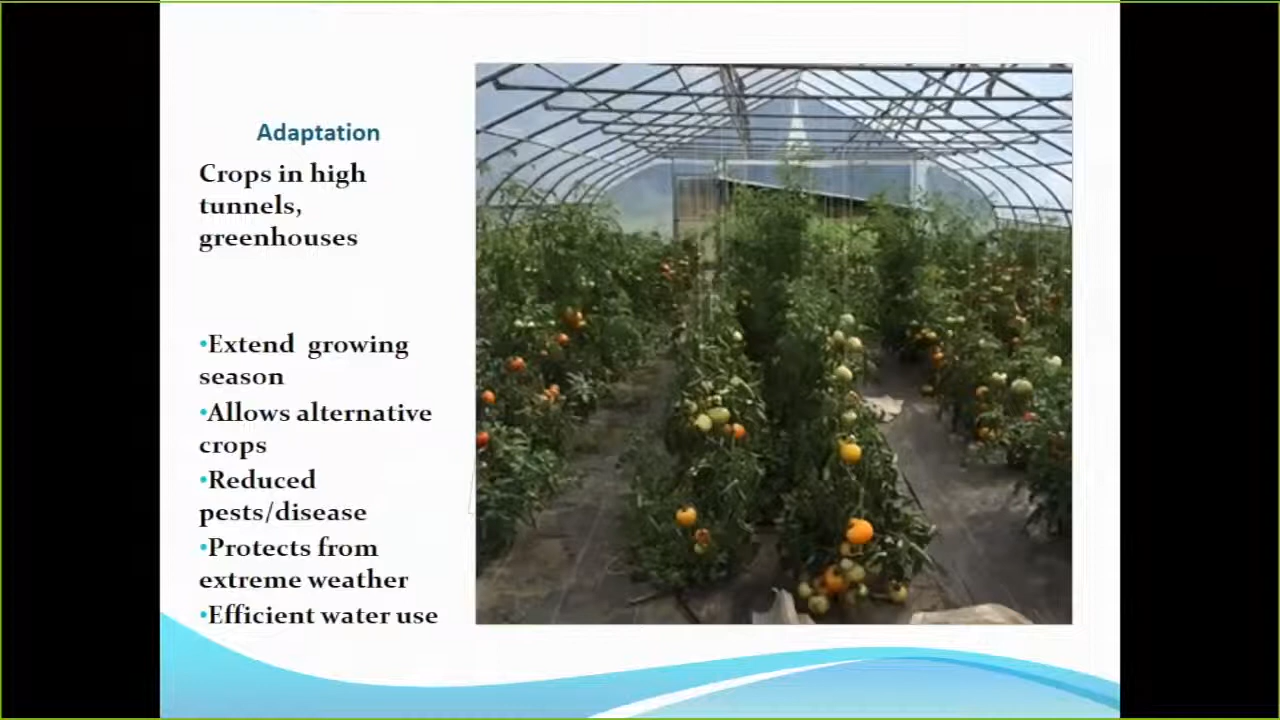 Adaptation
Crops in high
tunnels,
greenhouses
•Extend growing
season
•Allows alternative
crops
•Reduced
pests/disease
•Protects from
extreme weather
•Efficient water use